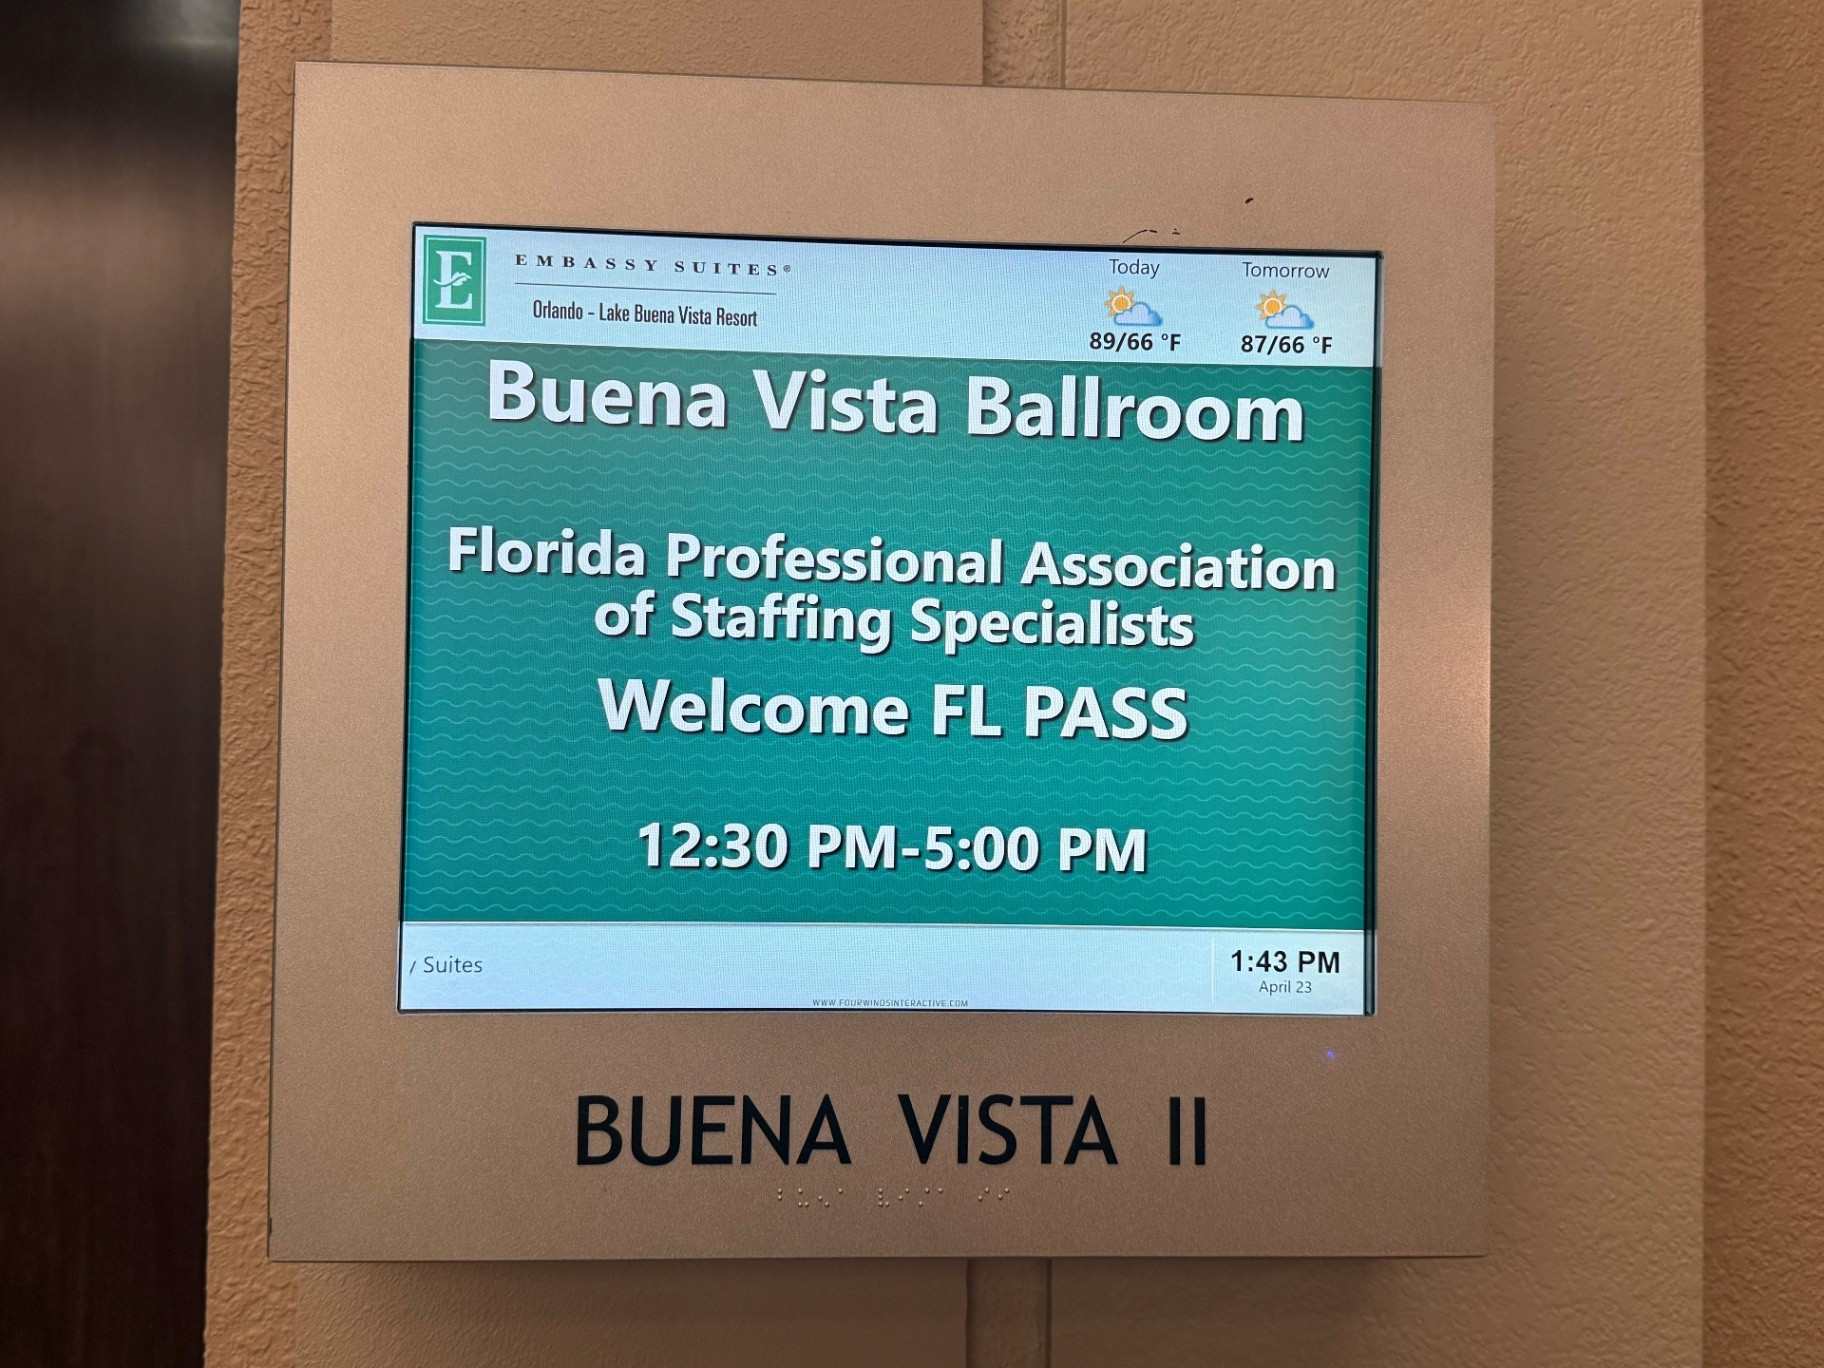 E EMBASSY SUITES®
Orlando - Lake Buena Vista Resort
Today
89/66 °F
Tomorrow
87/66 °F
Buena Vista Ballroom
Florida Professional Association
of Staffing Specialists
Welcome FL PASS
12:30 PM-5:00 PM
Suites
1:43 PM
April 23
WWW.FOURWINDSINTERACTIVE.COM
BUENA VISTA II